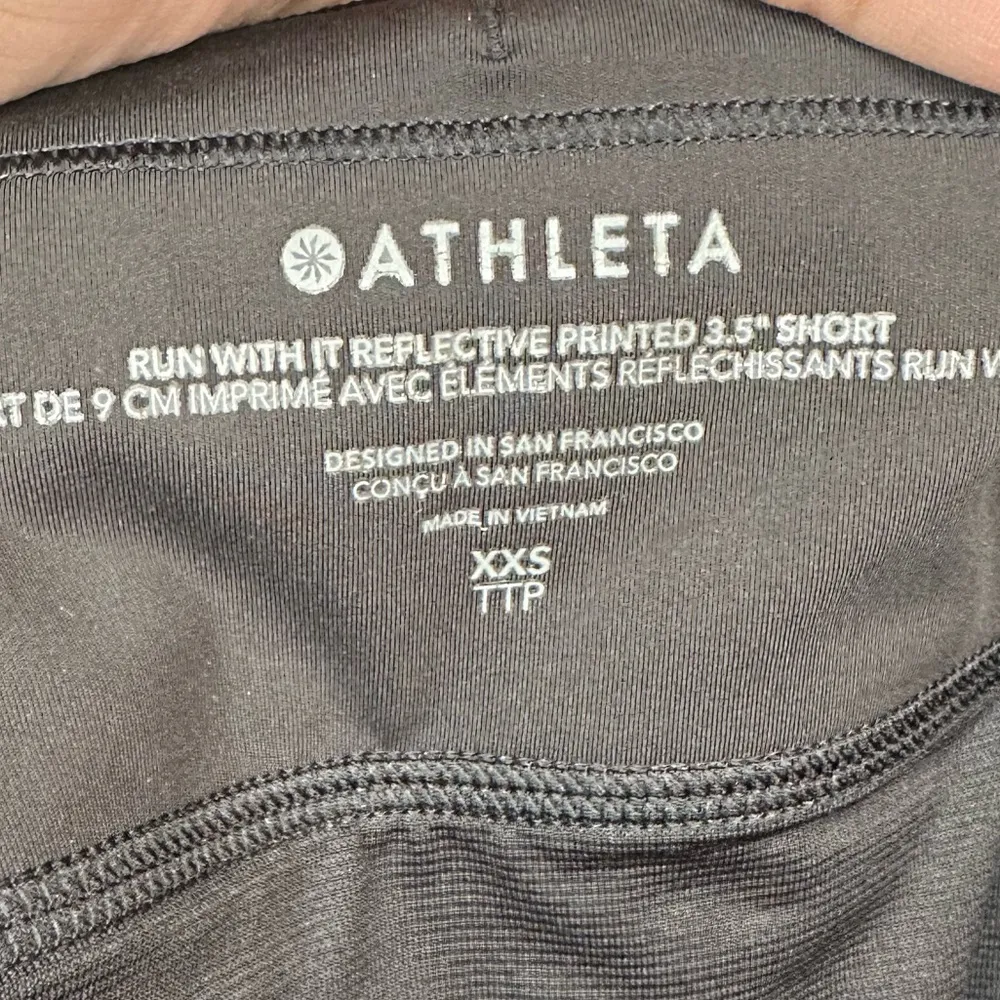 ATHLETA
RUN WITH IT REFLECTIVE PRINTED 3.5" SHORT
DE 9 CM IMPRIMÉ AVEC ÉLÉMENTS RÉFLÉCHISSANTS RUN
DESIGNED IN SAN FRANCISCO
CONÇU À SAN FRANCISCO
MADE IN VIETNAM
XXS
TTP